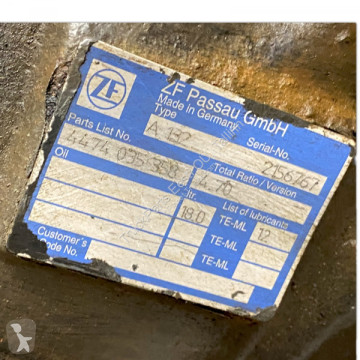 ZF
ZF Passau GmbH
Made in Germany
Type
Serial-No.
A 132
2156767
Parts List No.
Total Ratio / Version
4474 035 368
4.70
Oil
ltr.
List of lubricants
18.0
TE-ML
12
TE-ML
TE-ML
Customer's
Code No.